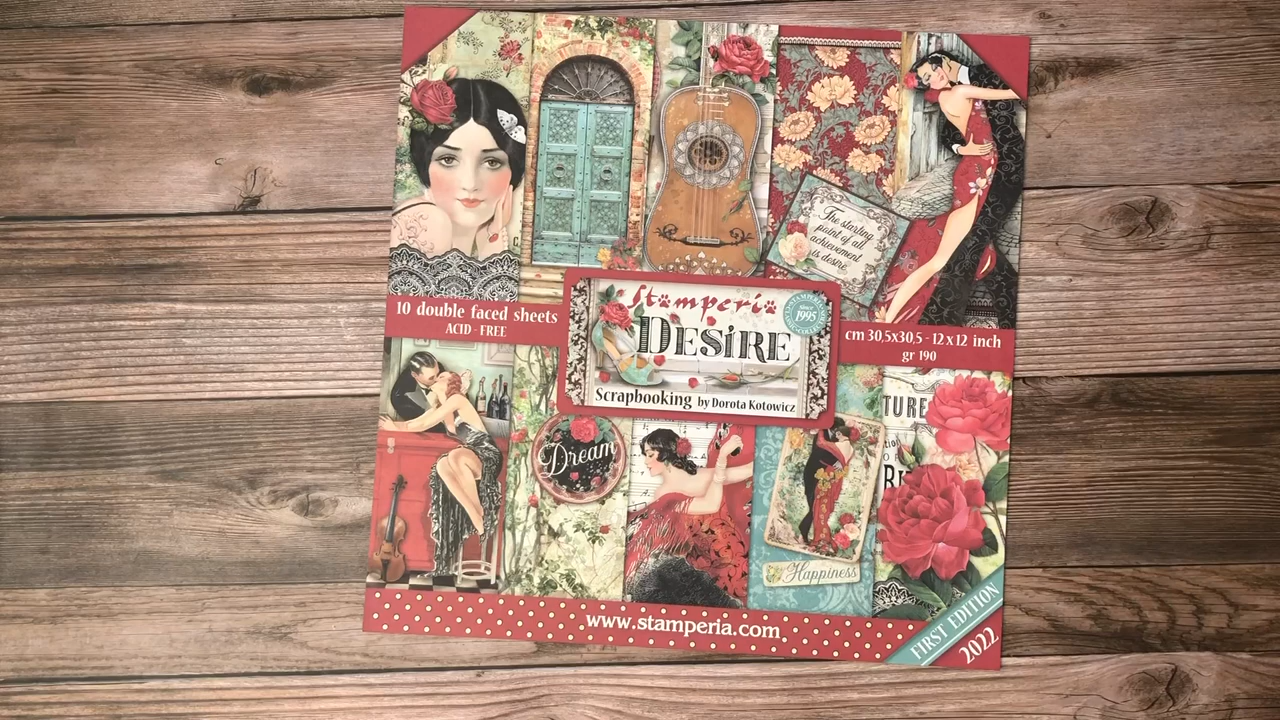 The starting
point of all
achievement
is desire
10 double faced sheets
ACID - FREE
Stamperia
since
1995
DESIRE
Scrapbooking by Dorota Kotowicz
cm 30,5x30,5 - 12 x 12 inch
gr 190
TURE
Dream
Happiness
www.stamperia.com
FIRST EDITION
2022